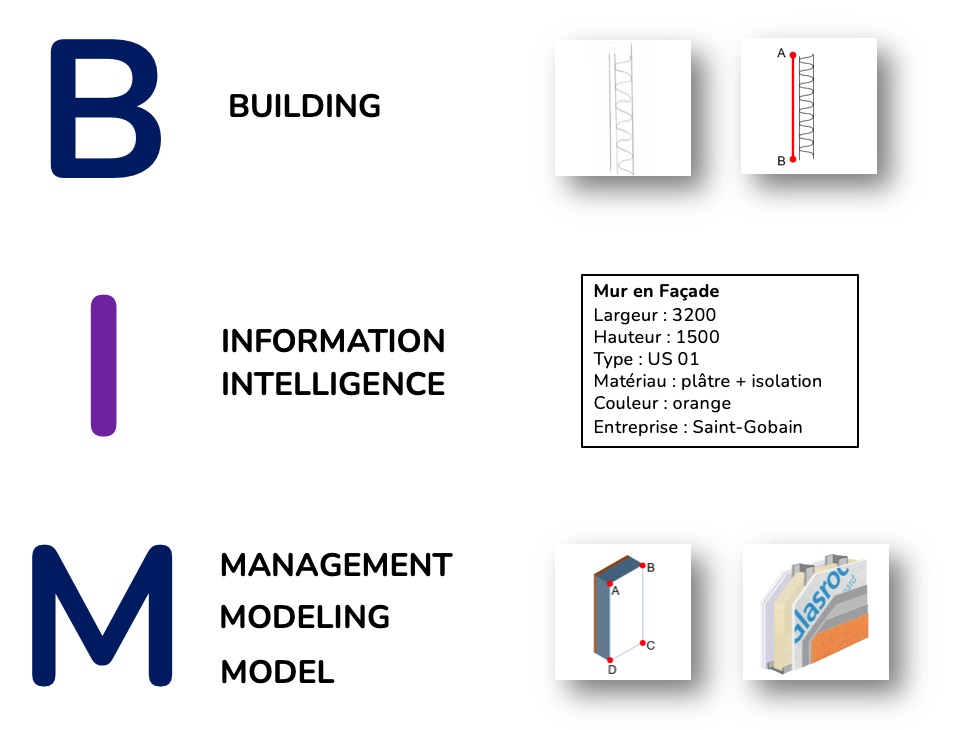 B
BUILDING
A
B
I
INFORMATION
INTELLIGENCE
Mur en Façade
Largeur : 3200
Hauteur : 1500
Type : US 01
Matériau : plâtre + isolation
Couleur : orange
Entreprise : Saint-Gobain
M
MANAGEMENT
MODELING
MODEL
B
A
C
D